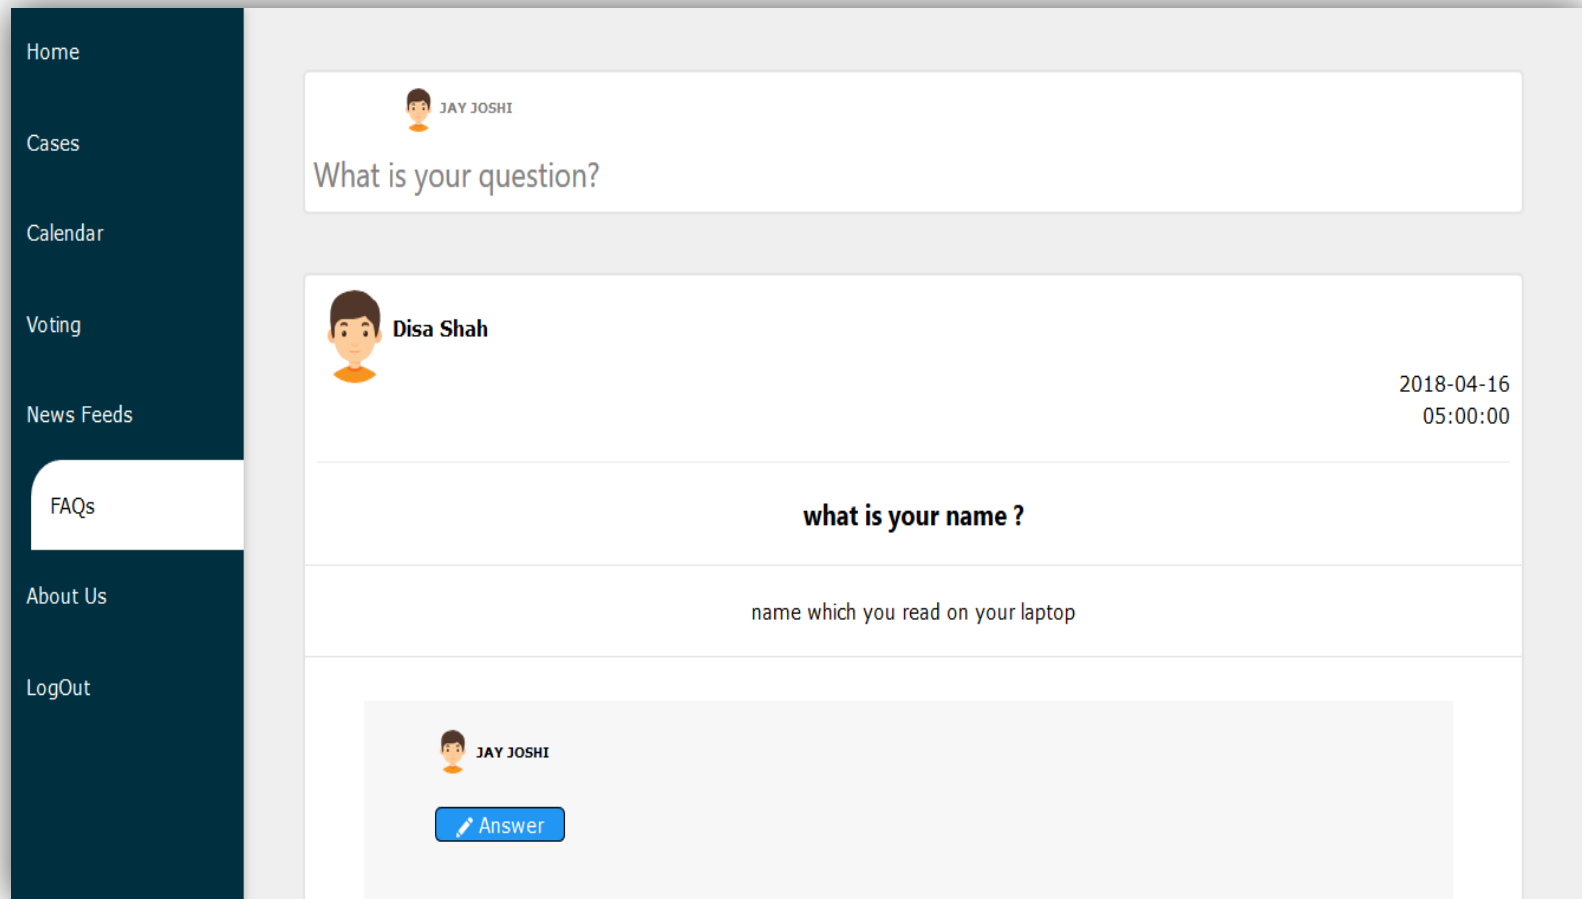 Home
Cases
Calendar
Voting
News Feeds
FAQs
About Us
LogOut
JAY JOSHI
What is your question?
Disa Shah
2018-04-16
05:00:00
what is your name ?
name which you read on your laptop
JAY JOSHI
Answer